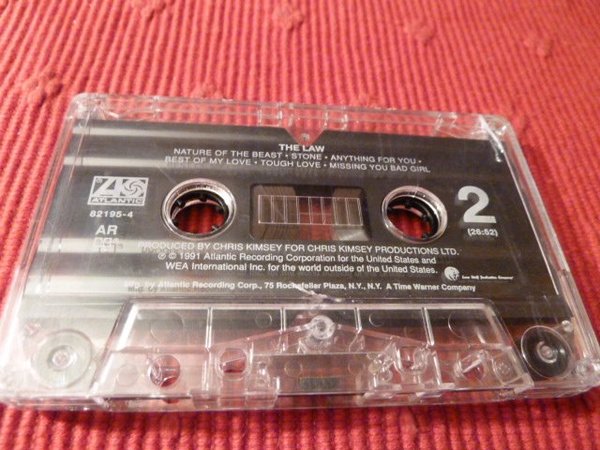 THE LAW
NATURE OF THE BEAST • STONE • ANYTHING FOR YOU •
BEST OF MY LOVE • TOUGH LOVE • MISSING YOU BAD GIRL
ATLANTIC
82195-4
AR
2
(26:52)
PRODUCED BY CHRIS KIMSEY FOR CHRIS KIMSEY PRODUCTIONS LTD.
℗ © 1991 Atlantic Recording Corporation for the United States and
WEA International Inc. for the world outside of the United States.
by Atlantic Recording Corp., 75 Rockefeller Plaza, N.Y., N.Y. A Time Warner Company